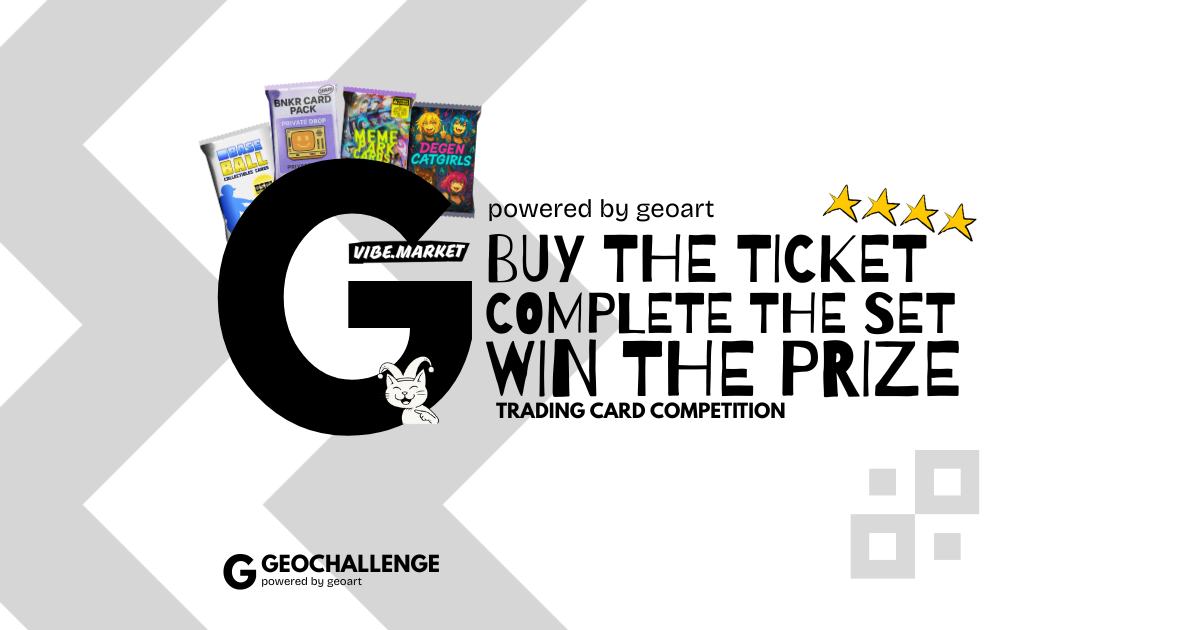 BNKR CARD
PACK
PRIVATE DROP
BASE
BALL
COLLECTIBLES CARDS
MEME
DARK
CARDS
DEGEN
CATGIRLS
VIBE.MARKET
powered by geoart
BUY THE TICKET
COMPLETE THE SET
WIN THE PRIZE
TRADING CARD COMPETITION
G GEOCHALLENGE
powered by geoart